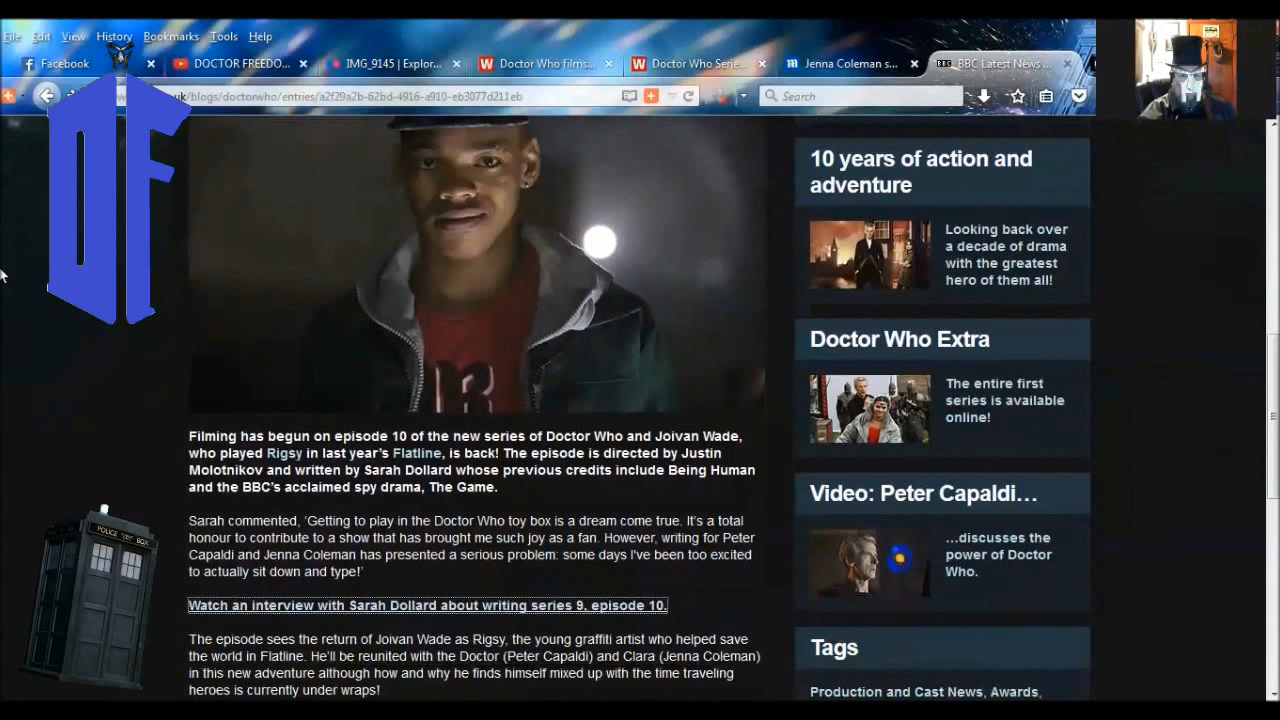 File Edit View History Bookmarks Tools Help
Facebook
DOCTOR FREEDO...
IMG_9145 | Explor...
Doctor Who films...
Doctor Who Serie...
Jenna Coleman s...
BBC Latest News ...
uk/blogs/doctorwho/entries/a2f29a2b-62bd-4916-a910-eb3077d211eb
Search
DF
10 years of action and
adventure
Looking back over
a decade of drama
with the greatest
hero of them all!
Doctor Who Extra
The entire first
series is available
online!
Filming has begun on episode 10 of the new series of Doctor Who and Joivan Wade,
who played Rigsy in last year's Flatline, is back! The episode is directed by Justin
Molotnikov and written by Sarah Dollard whose previous credits include Being Human
and the BBC's acclaimed spy drama, The Game.
Video: Peter Capaldi…
…discusses the
power of Doctor
Who.
Sarah commented, 'Getting to play in the Doctor Who toy box is a dream come true. It's a total
honour to contribute to a show that has brought me such joy as a fan. However, writing for Peter
Capaldi and Jenna Coleman has presented a serious problem: some days I've been too excited
to actually sit down and type!'
Watch an interview with Sarah Dollard about writing series 9, episode 10.
The episode sees the return of Joivan Wade as Rigsy, the young graffiti artist who helped save
the world in Flatline. He'll be reunited with the Doctor (Peter Capaldi) and Clara (Jenna Coleman)
in this new adventure although how and why he finds himself mixed up with the time traveling
heroes is currently under wraps!
Tags
Production and Cast News, Awards,
POLICE BOX